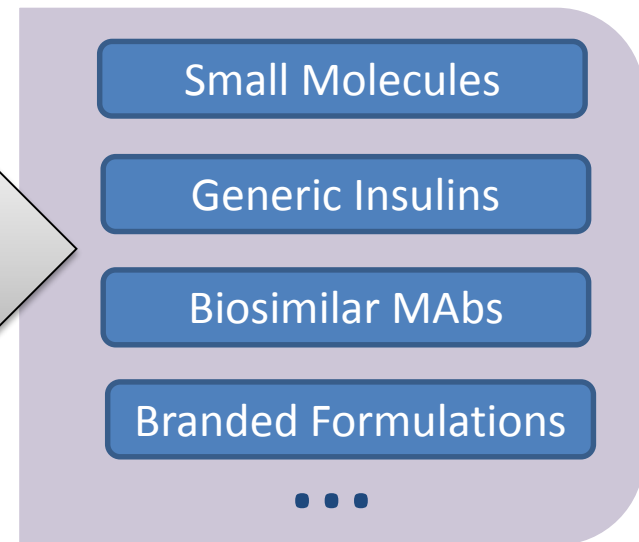 Small Molecules
Generic Insulins
Biosimilar MAbs
Branded Formulations
...